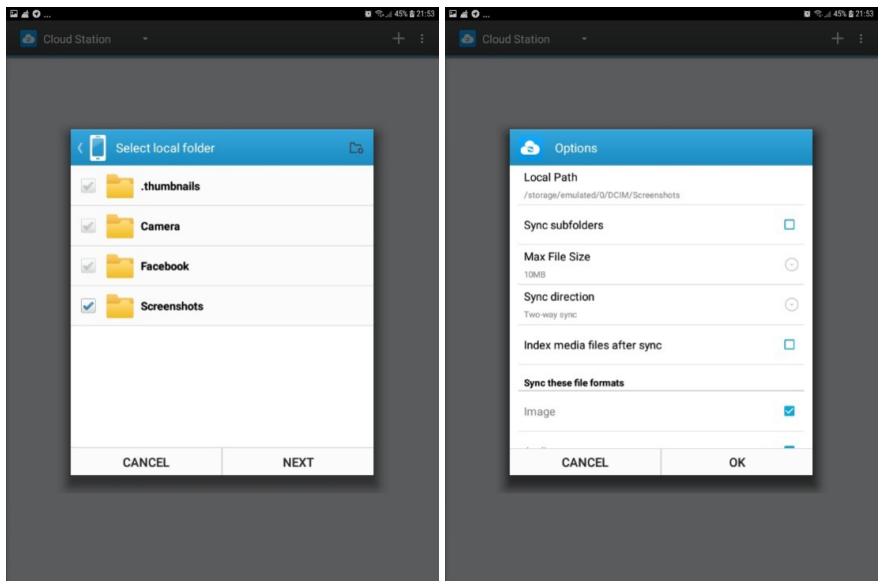 ... 45% 21:53
Cloud Station
Select local folder
.thumbnails
Camera
Facebook
Screenshots
CANCEL NEXT
... 45% 21:53
Cloud Station
Options
Local Path
/storage/emulated/0/DCIM/Screenshots
Sync subfolders
Max File Size
10MB
Sync direction
Two-way sync
Index media files after sync
Sync these file formats
Image
CANCEL OK